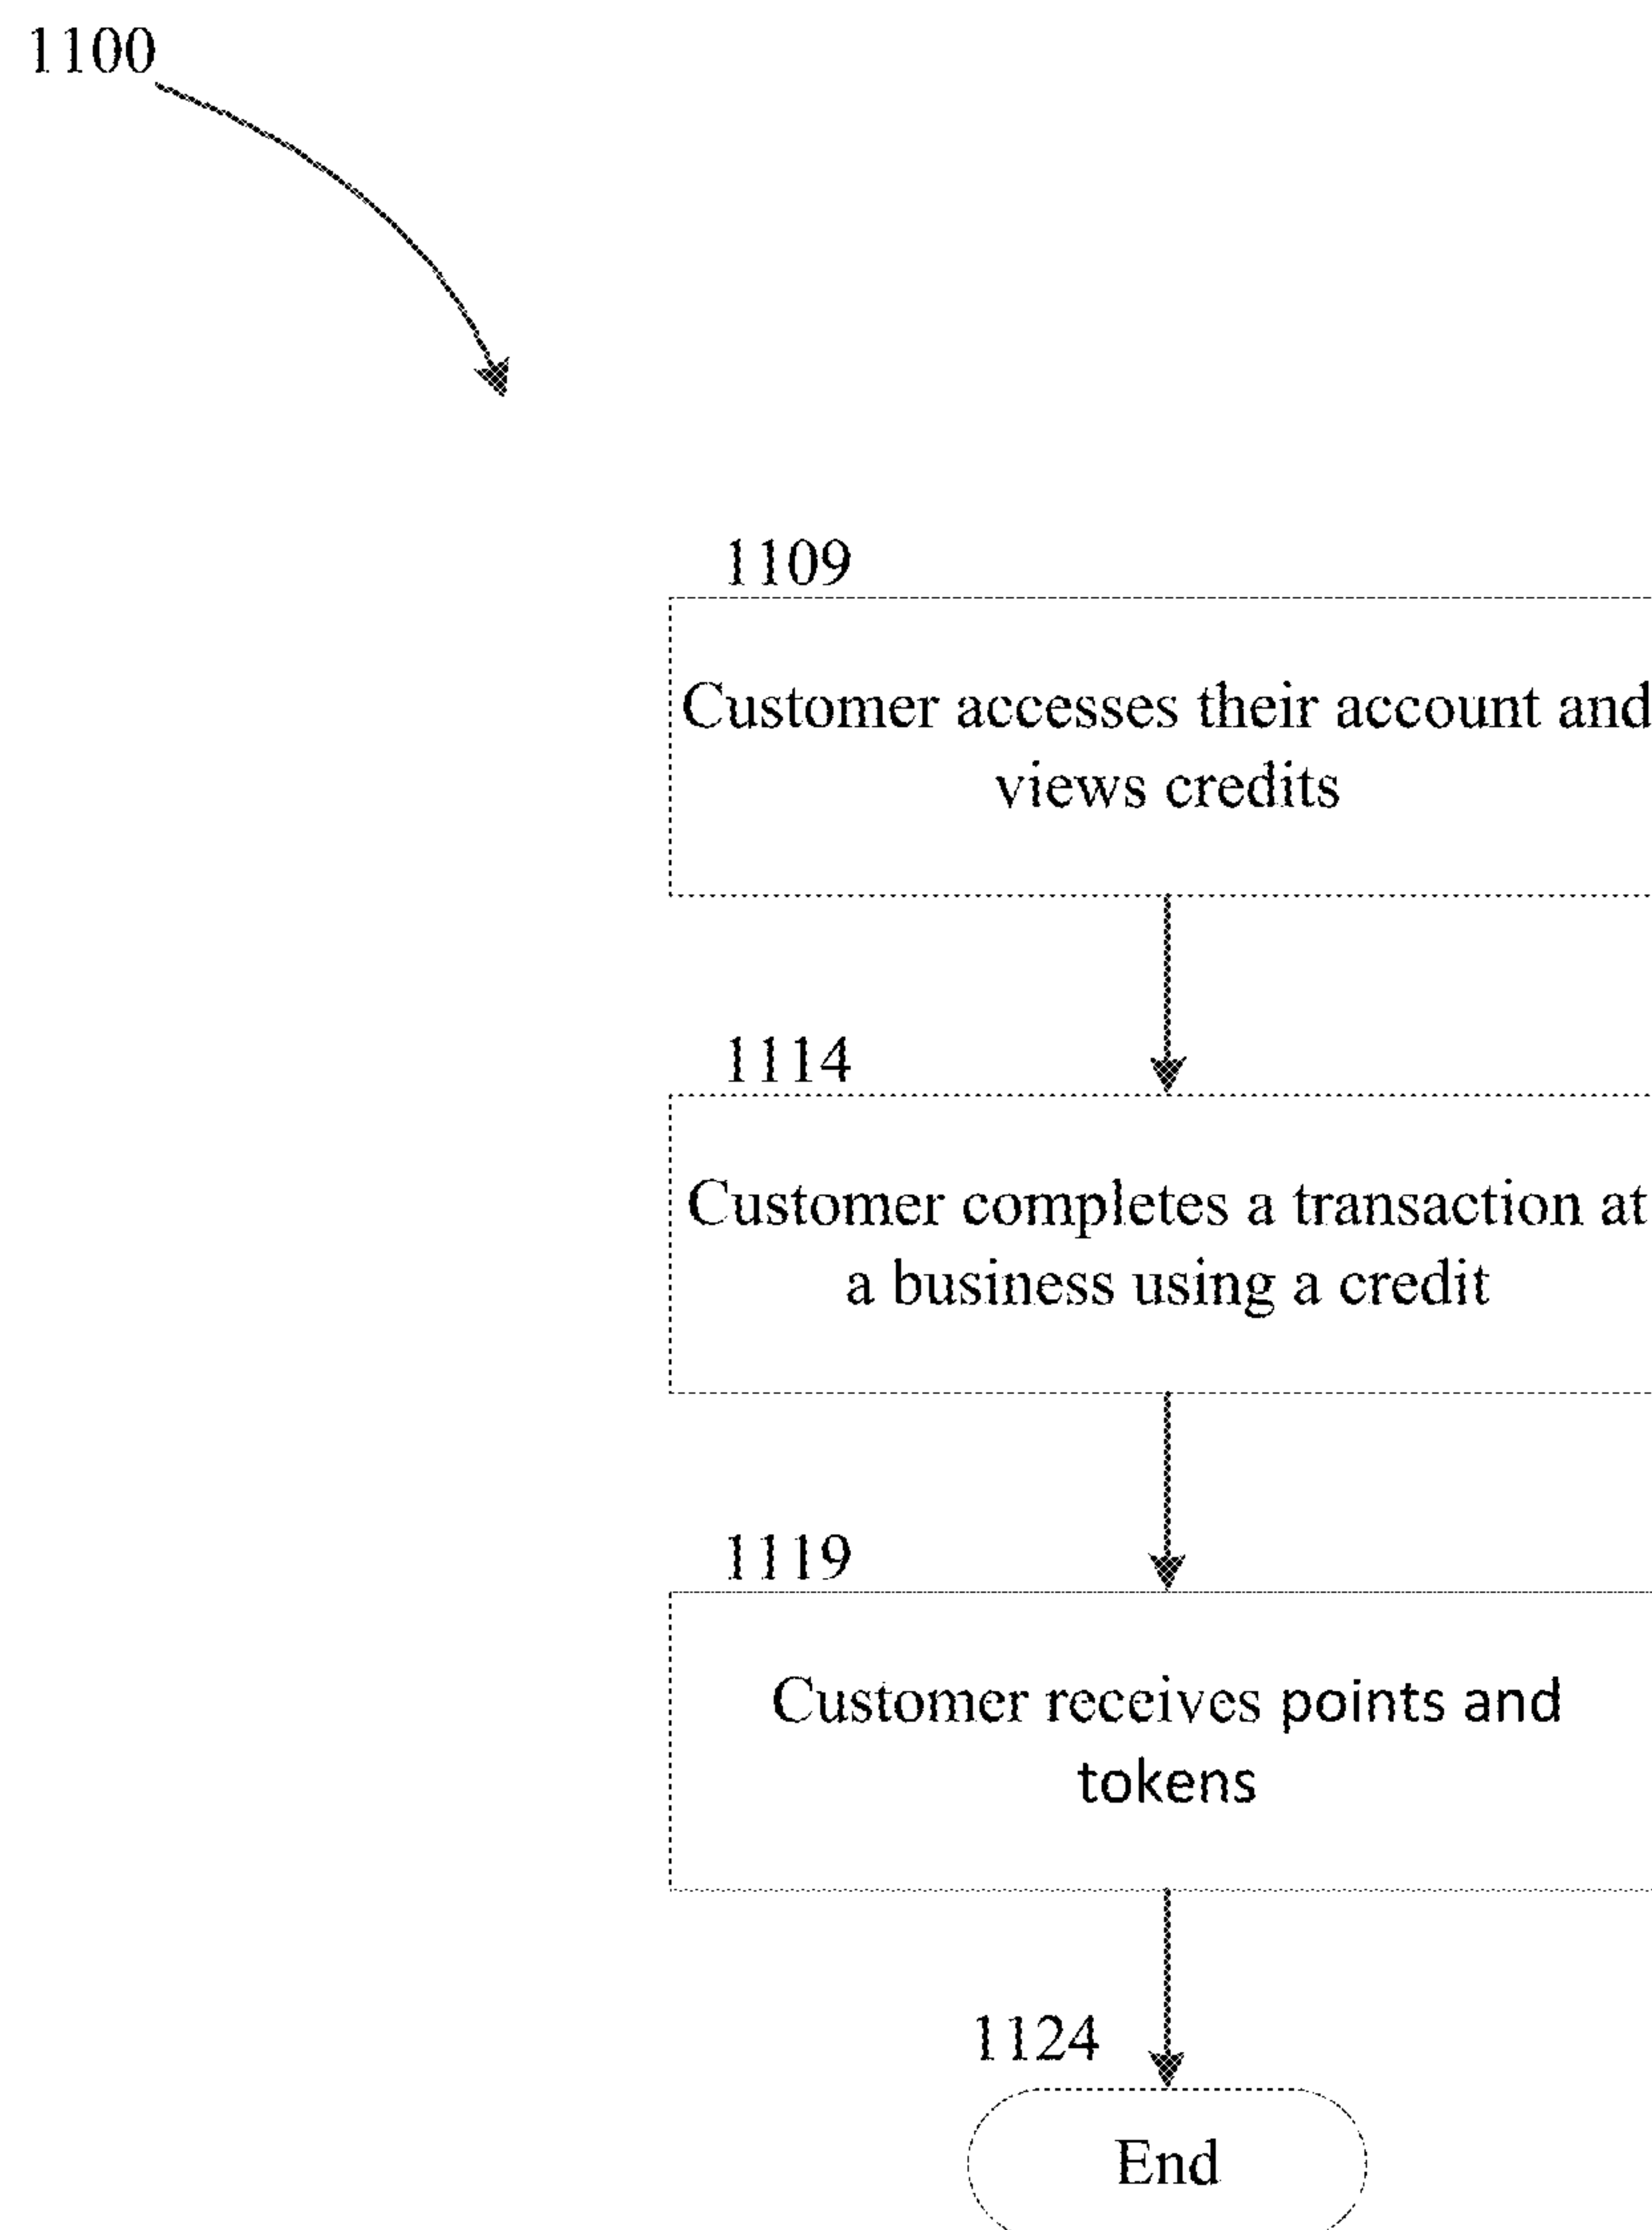 1100
1109
Customer accesses their account and
views credits
1114
Customer completes a transaction at
a business using a credit
1119
Customer receives points and
tokens
1124
End